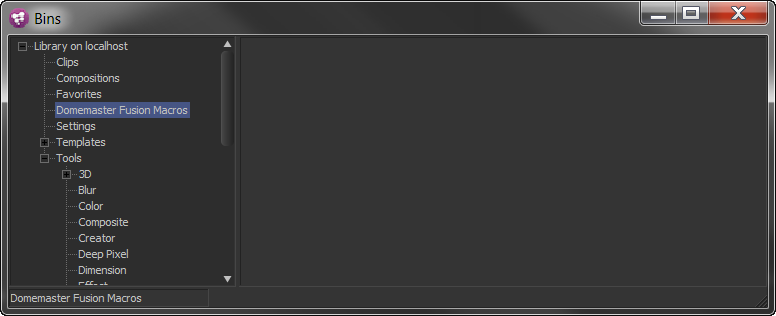 Bins
Library on localhost
Clips
Compositions
Favorites
Domemaster Fusion Macros
Settings
Templates
Tools
3D
Blur
Color
Composite
Creator
Deep Pixel
Dimension
Effect
Domemaster Fusion Macros